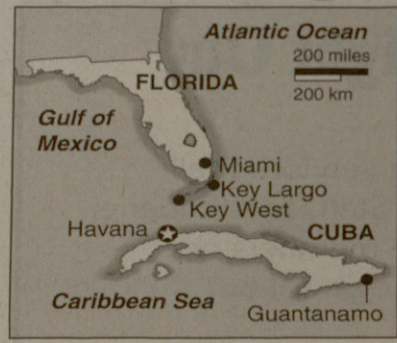 Atlantic Ocean
200 miles
200 km
FLORIDA
Gulf of
Mexico
Miami
Key Largo
Key West
Havana
CUBA
Caribbean Sea
Guantanamo